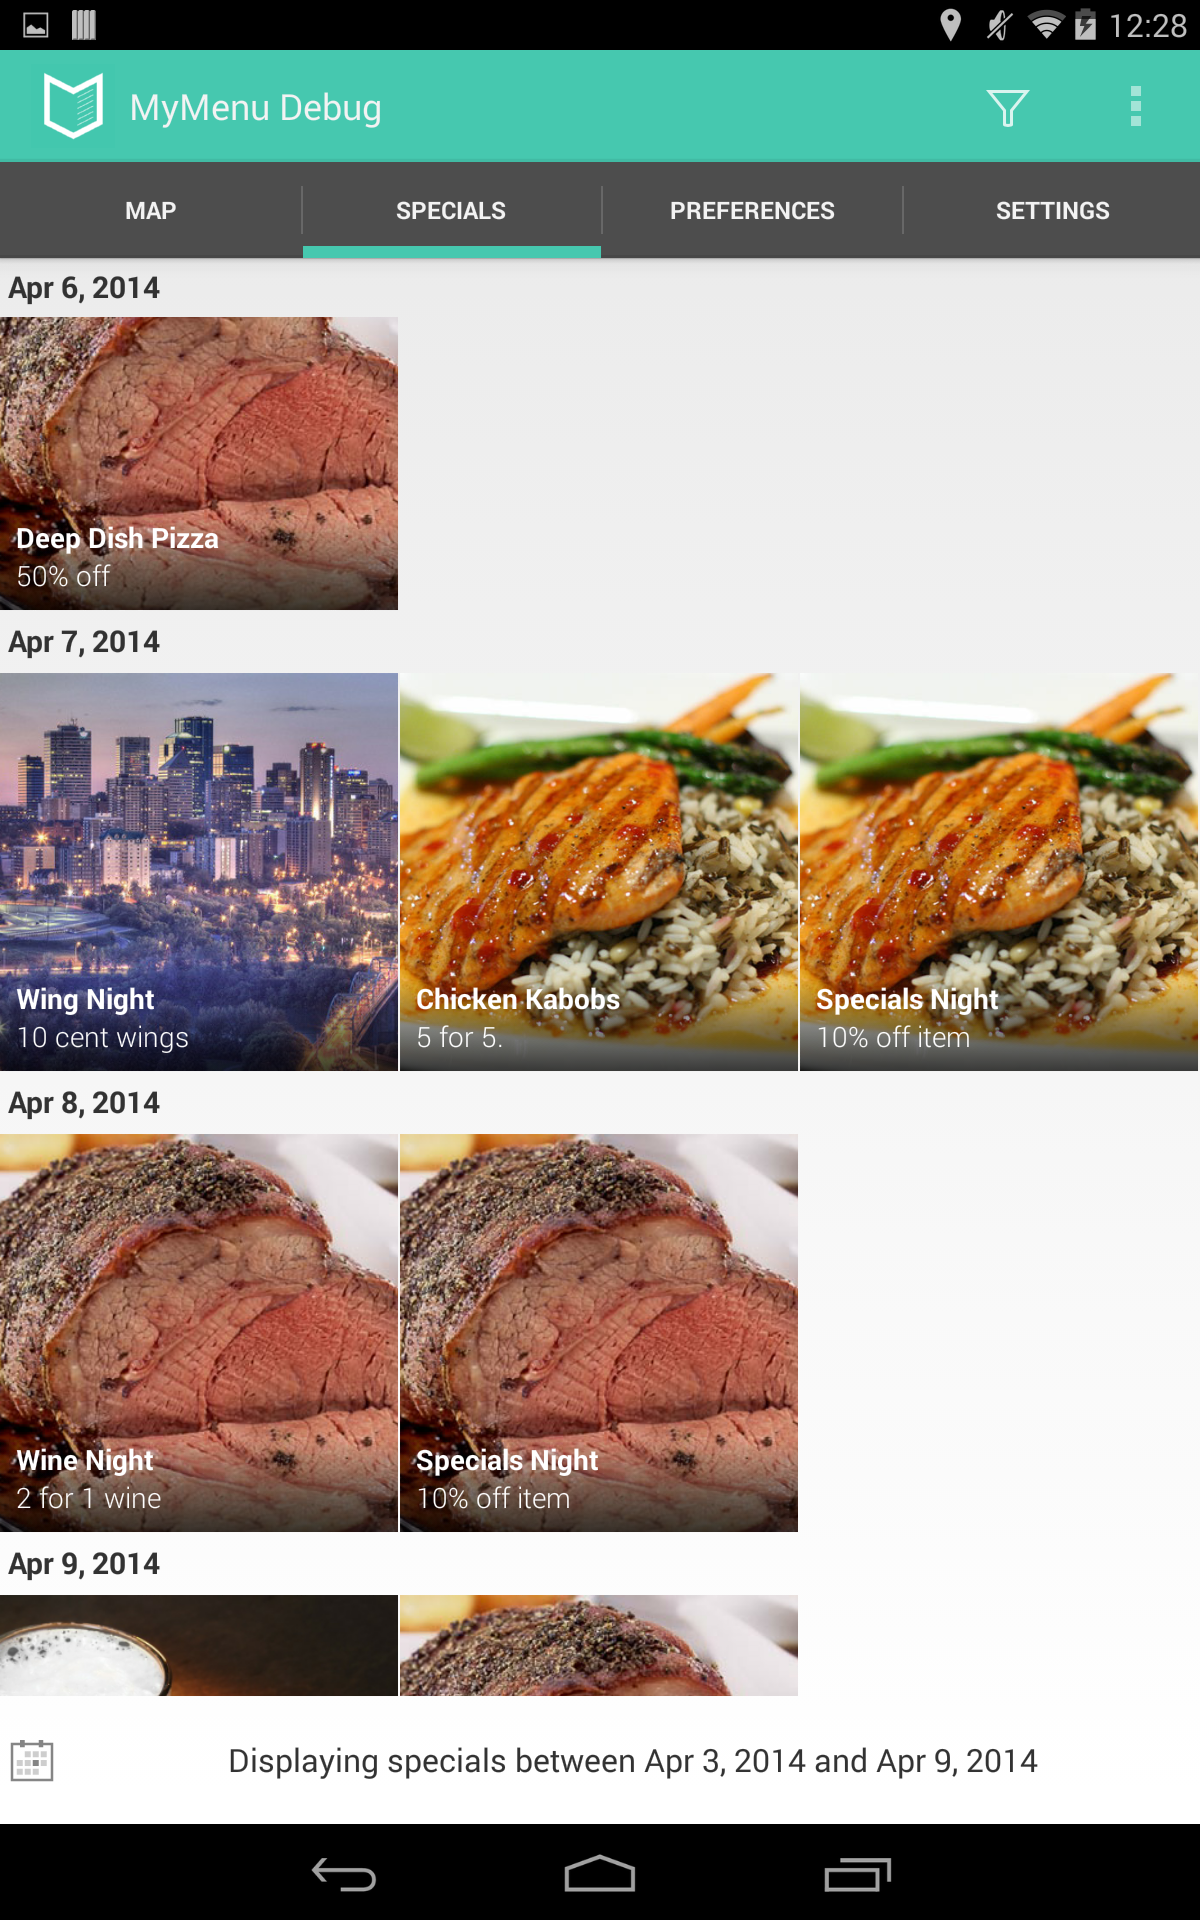 12:28
MyMenu Debug
MAP
SPECIALS
PREFERENCES
SETTINGS
Apr 6, 2014
Deep Dish Pizza
50% off
Apr 7, 2014
Wing Night
10 cent wings
Chicken Kabobs
5 for 5.
Specials Night
10% off item
Apr 8, 2014
Wine Night
2 for 1 wine
Specials Night
10% off item
Apr 9, 2014
Displaying specials between Apr 3, 2014 and Apr 9, 2014